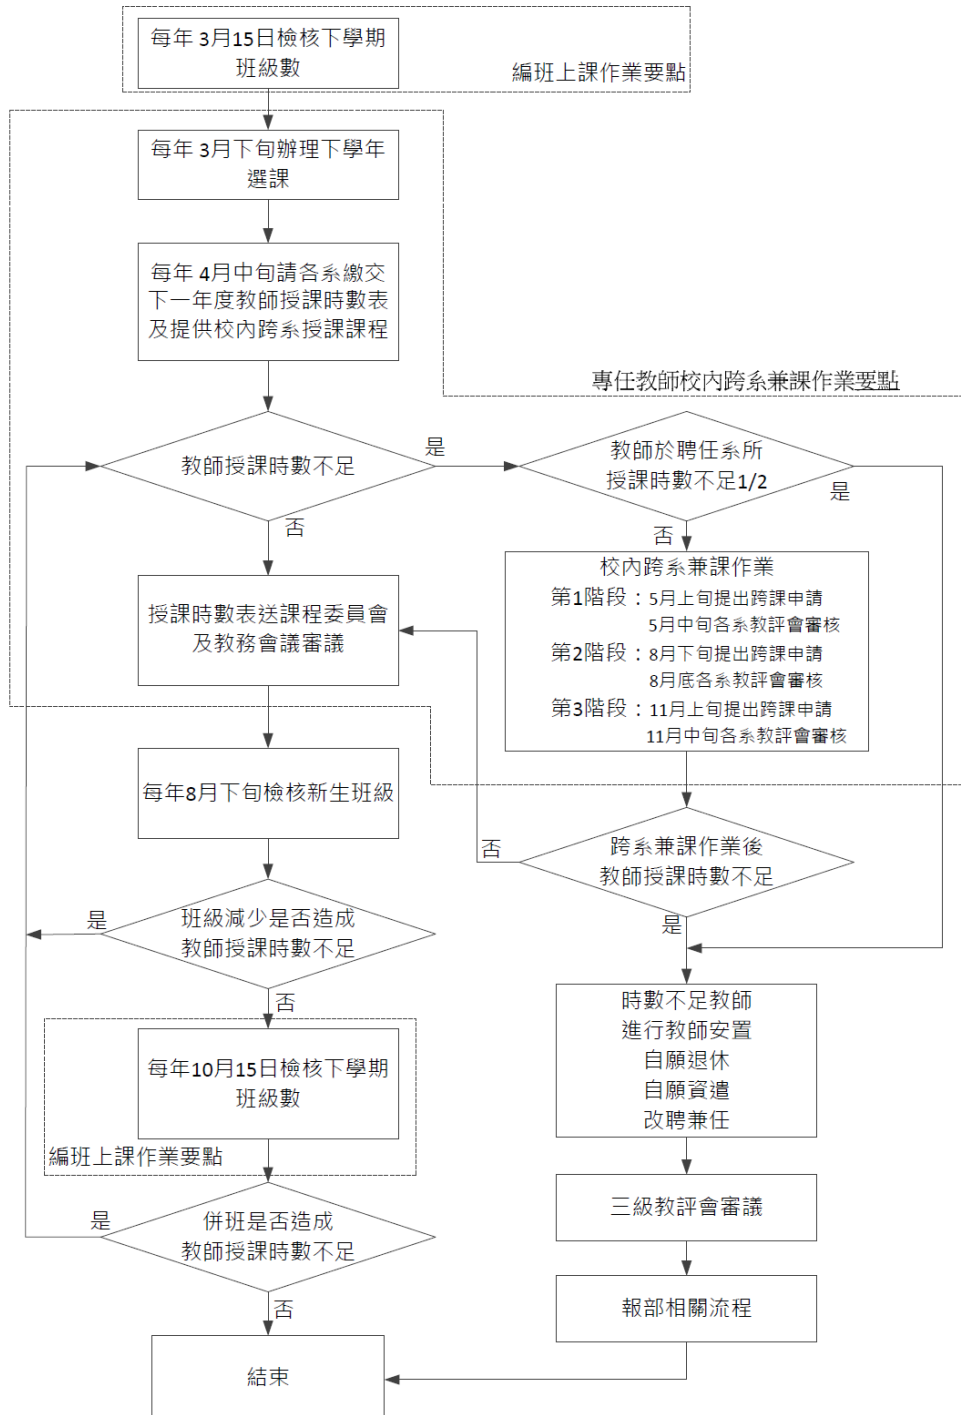 每年 3月15日檢核下學期
班級數
編班上課作業要點
每年 3月下旬辦理下學年
選課
每年 4月中旬請各系繳交
下一年度教師授課時數表
及提供校內跨系授課課程
專任教師校內跨系兼課作業要點
教師授課時數不足
是
否
教師於聘任系所
授課時數不足1/2
是
否
校內跨系兼課作業
第1階段：5月上旬提出跨課申請
5月中旬各系教評會審核
第2階段：8月下旬提出跨課申請
8月底各系教評會審核
第3階段：11月上旬提出跨課申請
11月中旬各系教評會審核
授課時數表送課程委員會
及教務會議審議
每年8月下旬檢核新生班級
跨系兼課作業後
教師授課時數不足
否
是
班級減少是否造成
教師授課時數不足
是
否
時數不足教師
進行教師安置
自願退休
自願資遣
改聘兼任
每年10月15日檢核下學期
班級數
編班上課作業要點
三級教評會審議
併班是否造成
教師授課時數不足
是
否
報部相關流程
結束